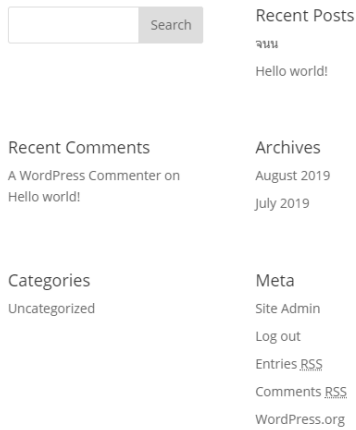 Search
Recent Posts
จนน
Hello world!
Recent Comments
A WordPress Commenter on
Hello world!
Archives
August 2019
July 2019
Categories
Uncategorized
Meta
Site Admin
Log out
Entries RSS
Comments RSS
WordPress.org